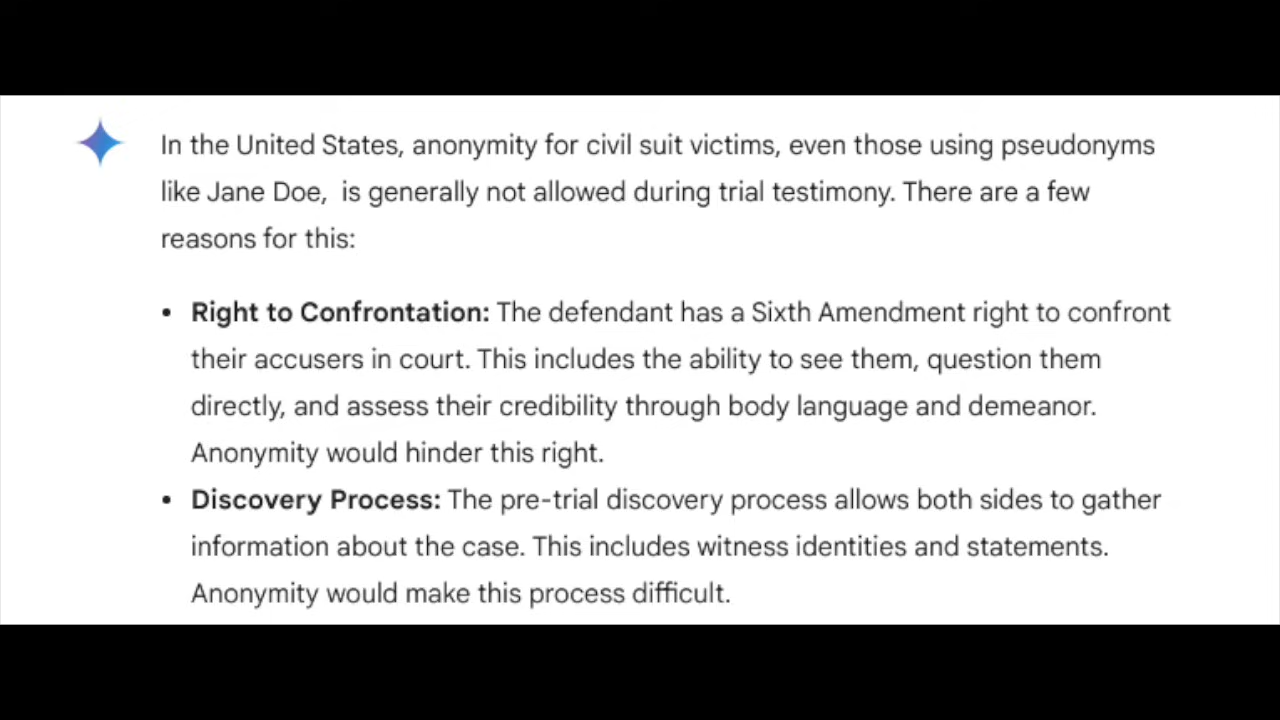 In the United States, anonymity for civil suit victims, even those using pseudonyms
like Jane Doe,  is generally not allowed during trial testimony. There are a few
reasons for this:
• Right to Confrontation: The defendant has a Sixth Amendment right to confront
their accusers in court. This includes the ability to see them, question them
directly, and assess their credibility through body language and demeanor.
Anonymity would hinder this right.
• Discovery Process: The pre-trial discovery process allows both sides to gather
information about the case. This includes witness identities and statements.
Anonymity would make this process difficult.